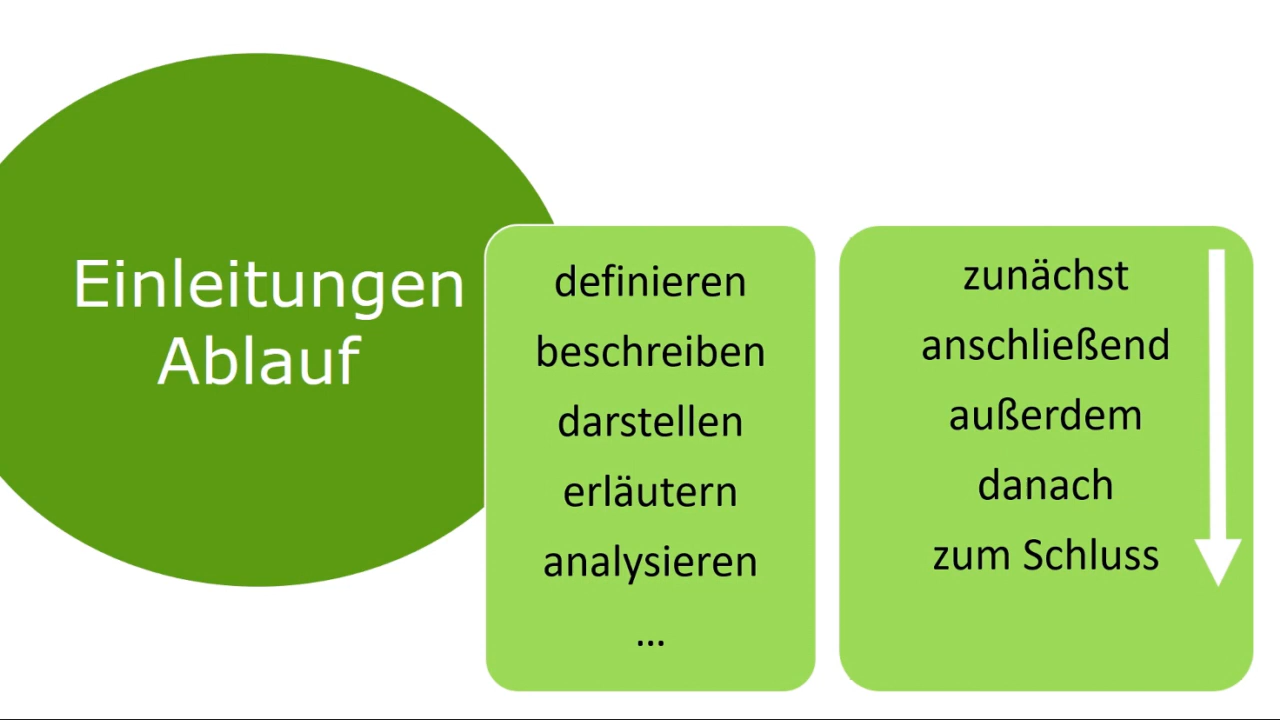 Einleitungen
Ablauf
definieren
beschreiben
darstellen
erläutern
analysieren
...
zunächst
anschließend
außerdem
danach
zum Schluss